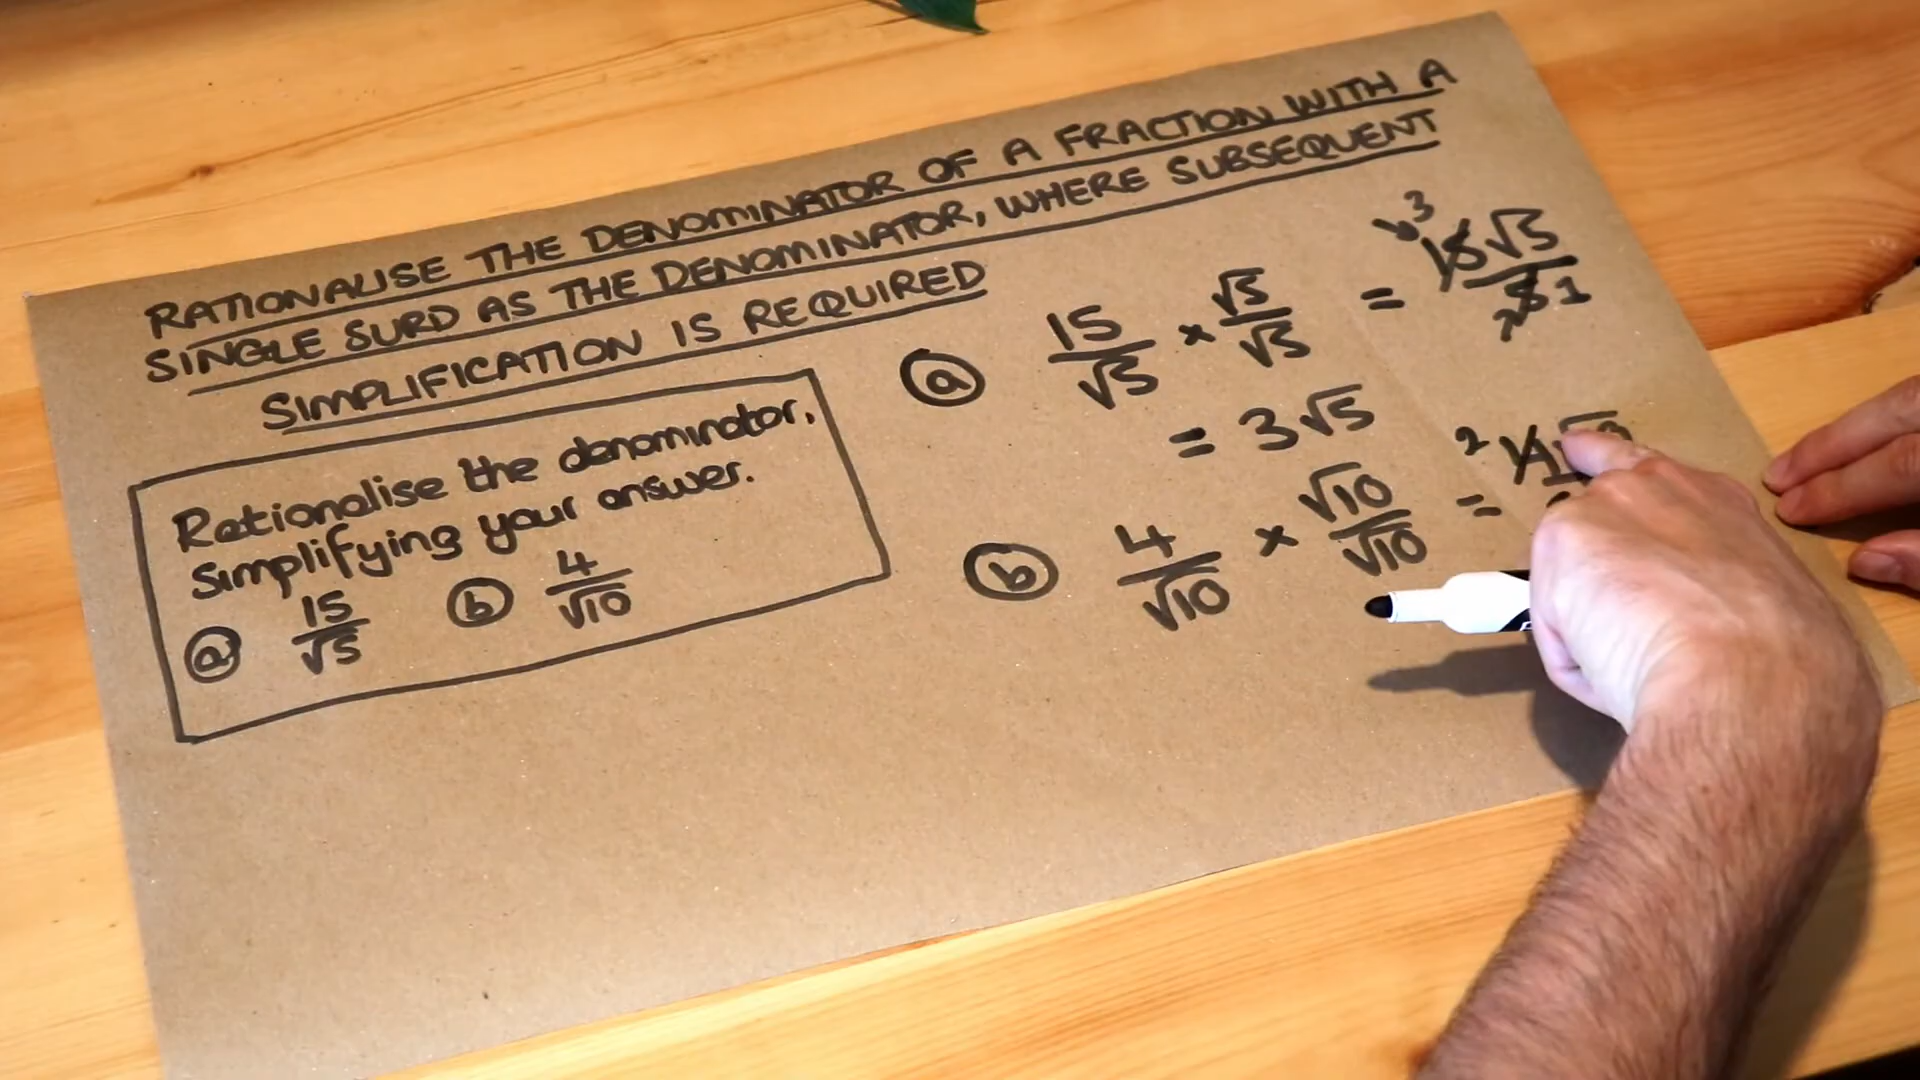 RATIONALISE THE DENOMINATOR OF A FRACTION WITH A
SINGLE SURD AS THE DENOMINATOR, WHERE SUBSEQUENT
SIMPLIFICATION IS REQUIRED
Rationalise the denominator,
simplifying your answer.
(a) 15/√5 (b) 4/√10
(a) 15/√5 × √5/√5 = 3 15√5/5 1
= 3√5
(b) 4/√10 × √10/√10 = 2 4√